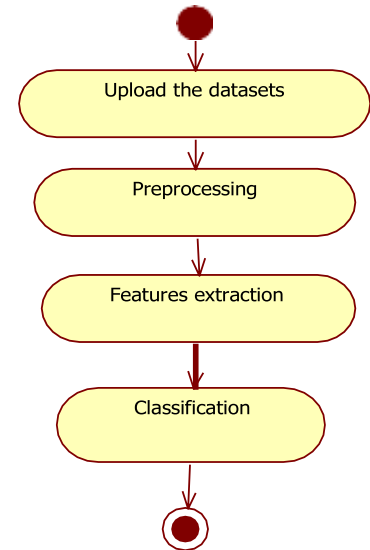 Upload the datasets
Preprocessing
Features extraction
Classification